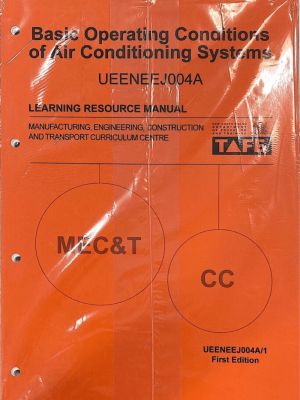 Basic Operating Conditions
of Air Conditioning Systems
UEENEEJ004A
LEARNING RESOURCE MANUAL
MANUFACTURING, ENGINEERING, CONSTRUCTION
AND TRANSPORT CURRICULUM CENTRE
TAFE
MEC&T
CC
UEENEEJ004A/1
First Edition